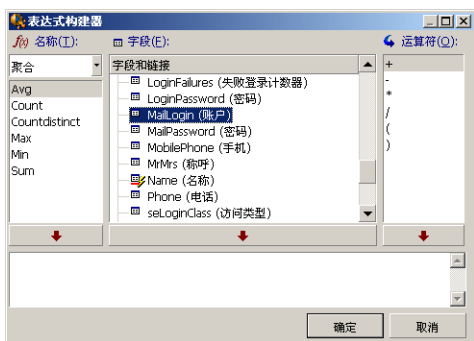 表达式构建器
f(x) 名称(T):
字段(F):
运算符(O):
聚合
Avg
Count
Countdistinct
Max
Min
Sum
字段和链接
LoginFailures (失败登录计数器)
LoginPassword (密码)
MailLogin (账户)
MailPassword (密码)
MobilePhone (手机)
MrMrs (称呼)
Name (名称)
Phone (电话)
seLoginClass (访问类型)
+
-
*
/
(
)
确定
取消